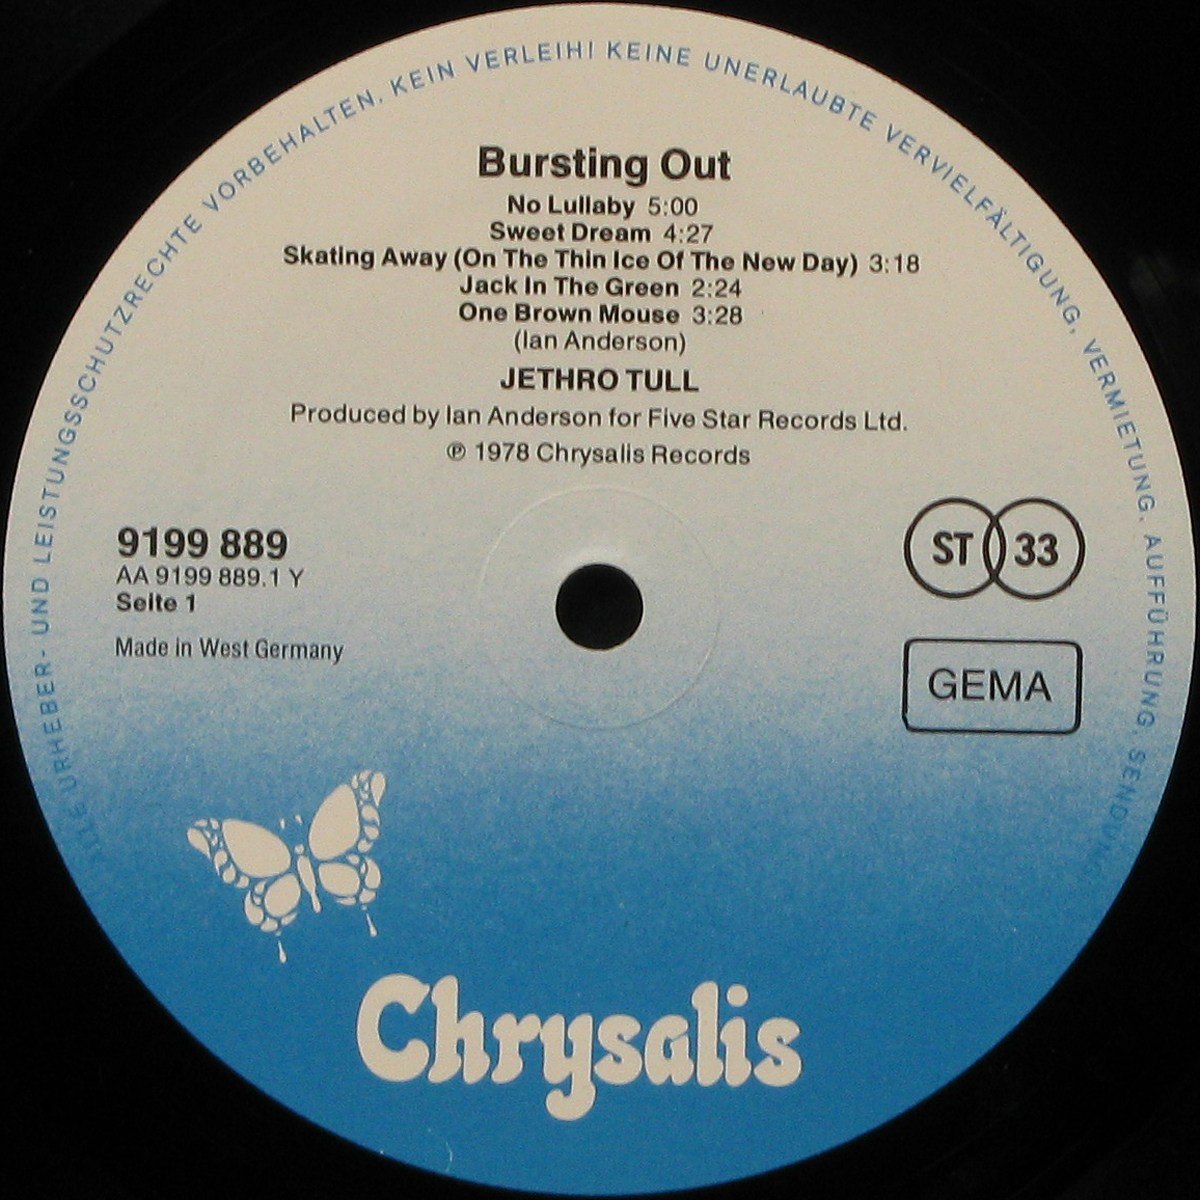 ALLE URHEBER- UND LEISTUNGSSCHUTZRECHTE VORBEHALTEN. KEIN VERLEIH! KEINE UNERLAUBTE VERVIELFÄLTIGUNG, VERMIETUNG, AUFFÜHRUNG, SENDUNG
Bursting Out
No Lullaby 5:00
Sweet Dream 4:27
Skating Away (On The Thin Ice Of The New Day) 3:18
Jack In The Green 2:24
One Brown Mouse 3:28
(Ian Anderson)
JETHRO TULL
Produced by Ian Anderson for Five Star Records Ltd.
℗ 1978 Chrysalis Records
9199 889
AA 9199 889.1 Y
Seite 1
Made in West Germany
ST 33
GEMA
Chrysalis